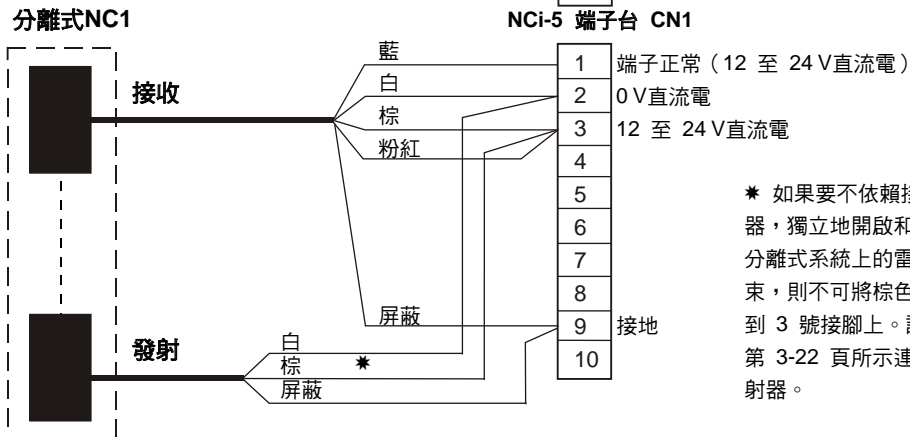 分離式NC1
NCi-5 端子台 CN1
接收
藍
白
棕
粉紅
屏蔽
1 端子正常（12 至 24 V直流電）
2 0 V直流電
3 12 至 24 V直流電
4
5
6
7
8
9 接地
10
發射
白
棕 ✱
屏蔽
✱ 如果要不依賴接
器，獨立地開啟和
分離式系統上的雷
束，則不可將棕色
到 3 號接腳上。
第 3-22 頁所示連
射器。